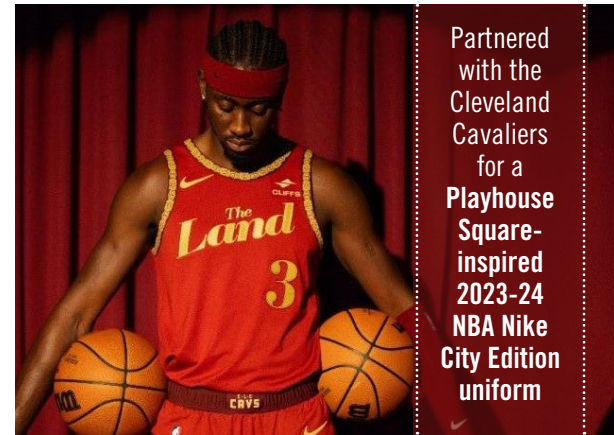 CLIFFS
The
Land
3
CAVS
Partnered
with the
Cleveland
Cavaliers
for a
Playhouse
Square-
inspired
2023-24
NBA Nike
City Edition
uniform